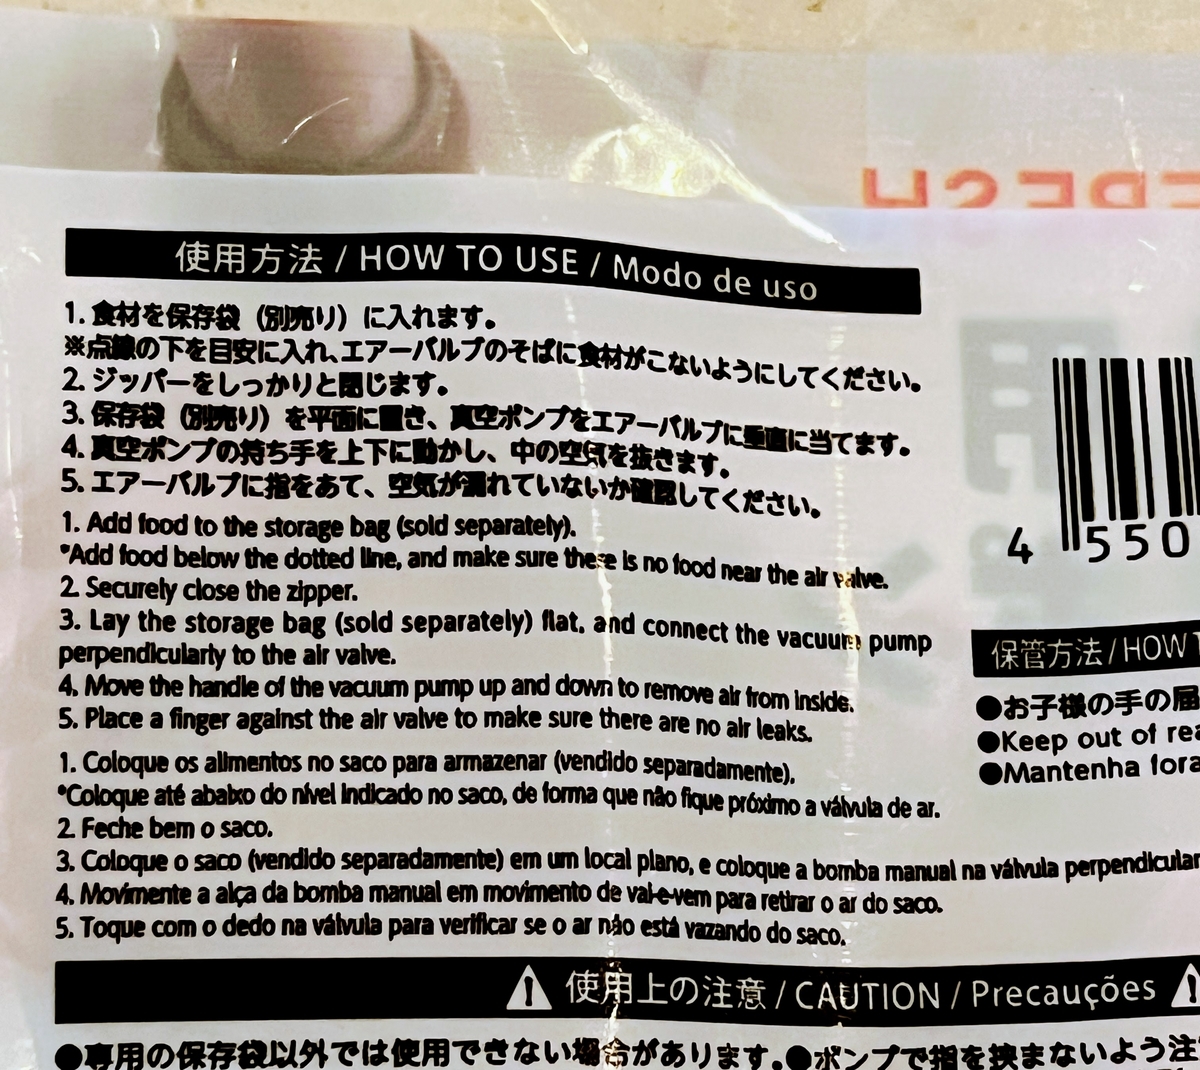 FRESH
使用方法 / HOW TO USE / Modo de uso
1. 食材を保存袋（別売り）に入れます。
※点線の下を目安に入れ、エアーバルブのそばに食材がこないようにしてください。
2. ジッパーをしっかりと閉じます。
3. 保存袋（別売り）を平面に置き、真空ポンプをエアーバルブに垂直に当てます。
4. 真空ポンプの持ち手を上下に動かし、中の空気を抜きます。
5. エアーバルブに指をあて、空気が漏れていないか確認してください。
1. Add food to the storage bag (sold separately).
*Add food below the dotted line, and make sure there is no food near the air valve.
2. Securely close the zipper.
3. Lay the storage bag (sold separately) flat, and connect the vacuum pump
perpendicularly to the air valve.
4. Move the handle of the vacuum pump up and down to remove air from inside.
5. Place a finger against the air valve to make sure there are no air leaks.
1. Coloque os alimentos no saco para armazenar (vendido separadamente).
*Coloque até abaixo do nível indicado no saco, de forma que não fique próximo a válvula de ar.
2. Feche bem o saco.
3. Coloque o saco (vendido separadamente) em um local plano, e coloque a bomba manual na válvula perpendicular
4. Movimente a alça da bomba manual em movimento de vai-e-vem para retirar o ar do saco.
5. Toque com o dedo na válvula para verificar se o ar não está vazando do saco.
4 550
保管方法 / HOW
●お子様の手の届
●Keep out of rea
●Mantenha fora
使用上の注意 / CAUTION / Precauções
●専用の保存袋以外では使用できない場合があります。●ポンプで指を挟まないよう注